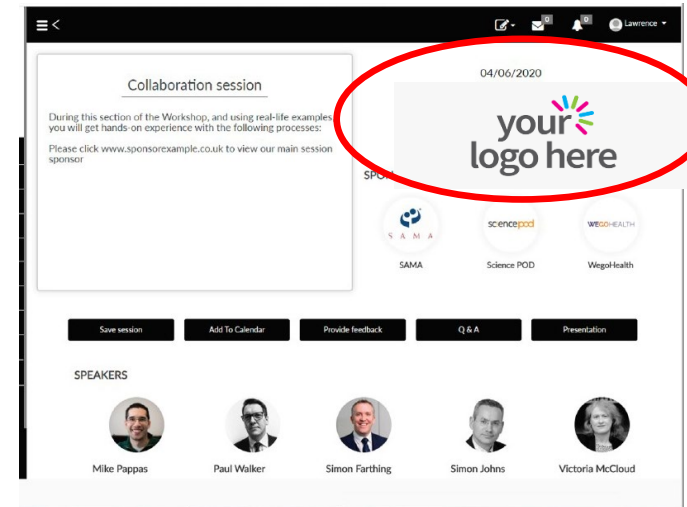 0
0
Lawrence
Collaboration session
During this section of the Workshop, and using real-life examples,
you will get hands-on experience with the following processes:
Please click www.sponsorexample.co.uk to view our main session
sponsor
04/06/2020
your
logo here
SAMA
sciencepod
WEGOHEALTH
SAMA
Science POD
WegoHealth
Save session
Add To Calendar
Provide feedback
Q & A
Presentation
SPEAKERS
Mike Pappas
Paul Walker
Simon Farthing
Simon Johns
Victoria McCloud